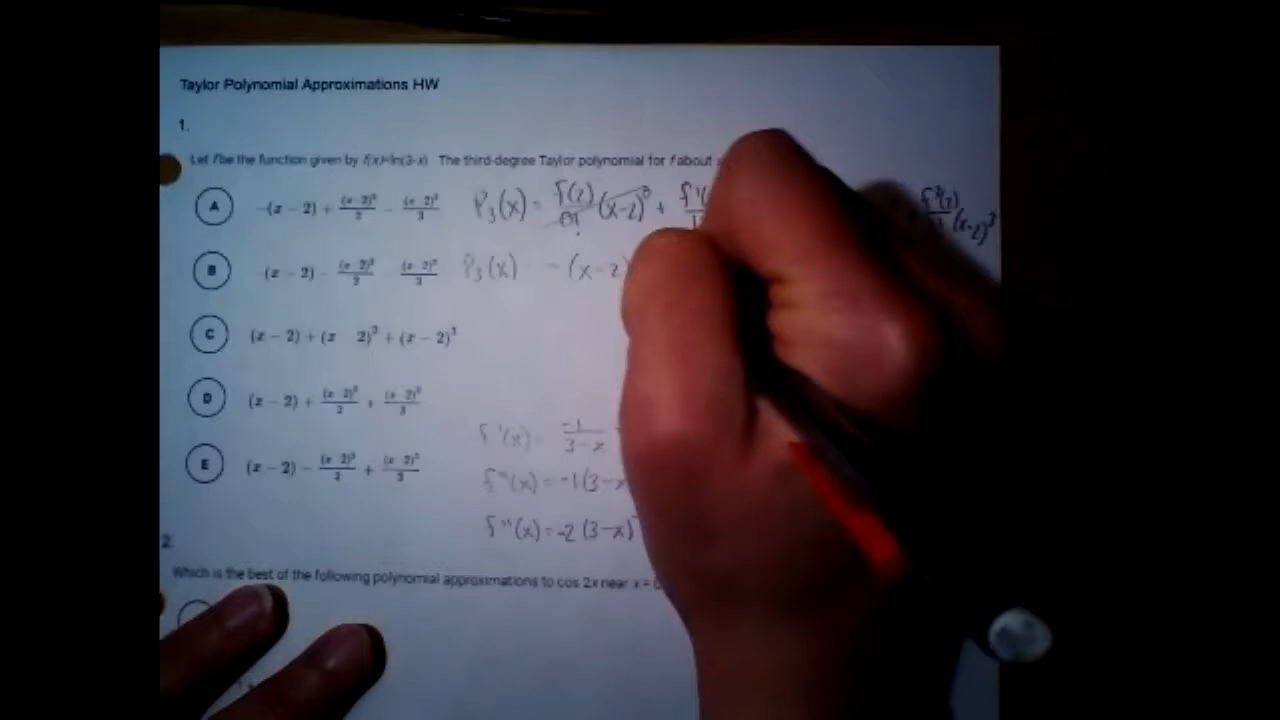 Taylor Polynomial Approximations HW
1.
Let f be the function given by f(x)=ln(3-x). The third-degree Taylor polynomial for f about
A -(x − 2) + (x-2)²/2 − (x-2)³/3
P₃(x) = f(2)/0! (x-2)⁰ +
(x-2)³
B -(x − 2) − (x-2)²/2 − (x-2)³/3
P₃(x) -(x-2)
C (x − 2) + (x 2)² + (x − 2)³
D (x − 2) + (x-2)²/2 + (x-2)³/3
f'(x) = -1/3-x
E (x − 2) − (x-2)²/2 + (x-2)³/3
f"(x) = -1(3-x
f'''(x) = -2(3-x)
2.
Which is the best of the following polynomial approximations to cos 2x near x =